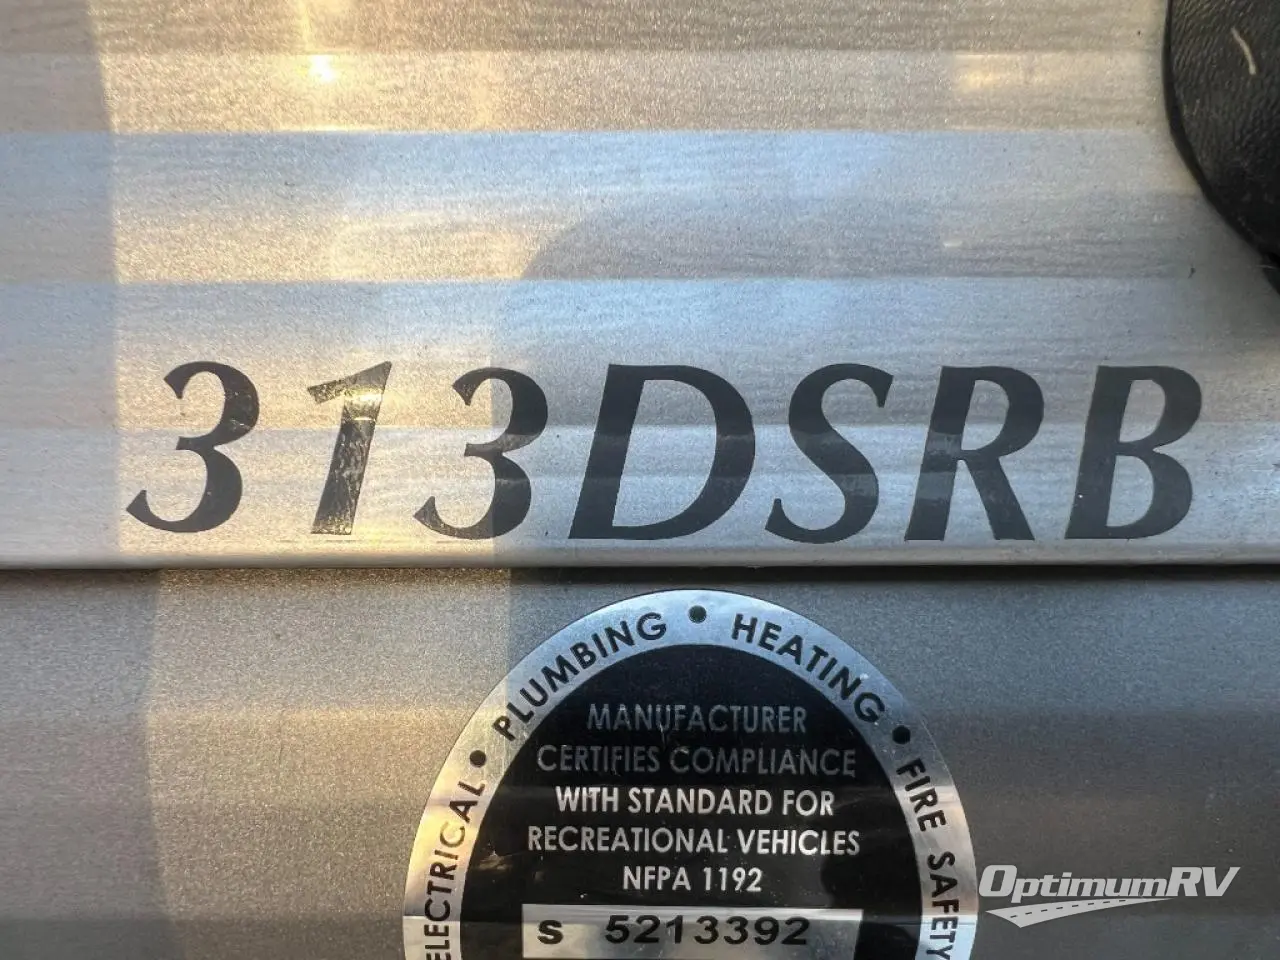 313DSRB
ELECTRICAL • PLUMBING • HEATING • FIRE SAFETY
MANUFACTURER
CERTIFIES COMPLIANCE
WITH STANDARD FOR
RECREATIONAL VEHICLES
NFPA 1192
S 5213392
OptimumRV